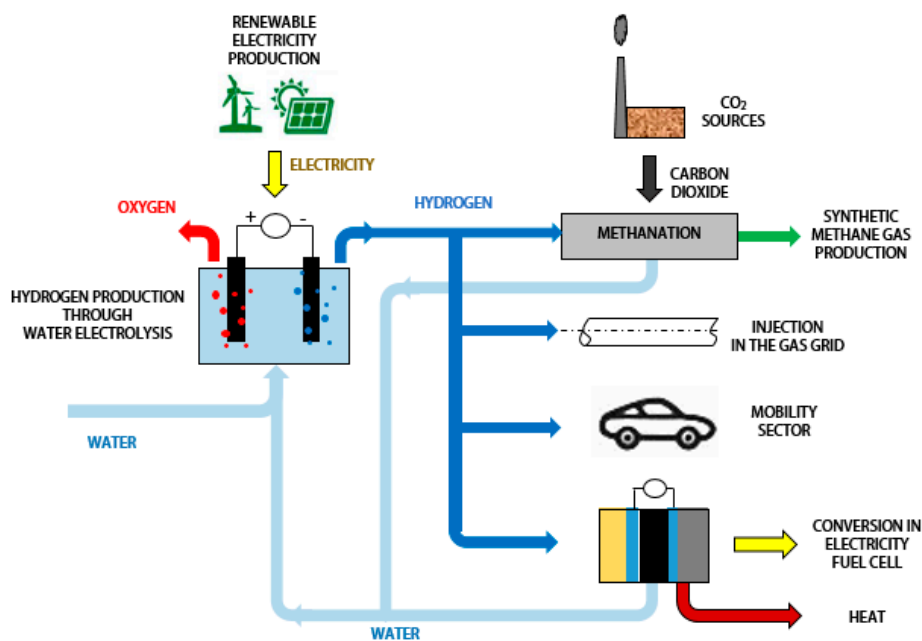 RENEWABLE
ELECTRICITY
PRODUCTION
CO₂
SOURCES
ELECTRICITY
CARBON
DIOXIDE
OXYGEN
+ -
HYDROGEN
METHANATION
SYNTHETIC
METHANE GAS
PRODUCTION
HYDROGEN PRODUCTION
THROUGH
WATER ELECTROLYSIS
INJECTION
IN THE GAS GRID
MOBILITY
SECTOR
WATER
CONVERSION IN
ELECTRICITY
FUEL CELL
HEAT
WATER